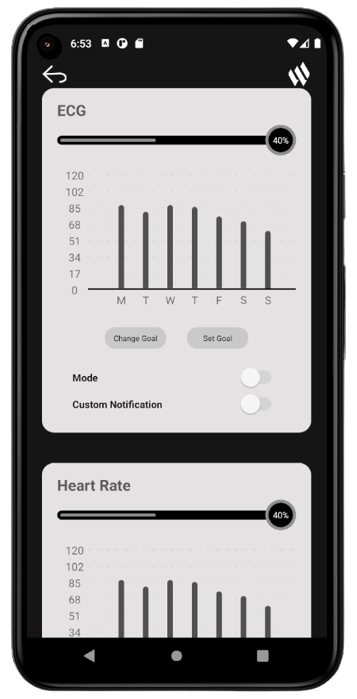 6:53
ECG
40%
120
102
85
68
51
34
17
0
M T W T F S S
Change Goal Set Goal
Mode
Custom Notification
Heart Rate
40%
120
102
85
68
51
34